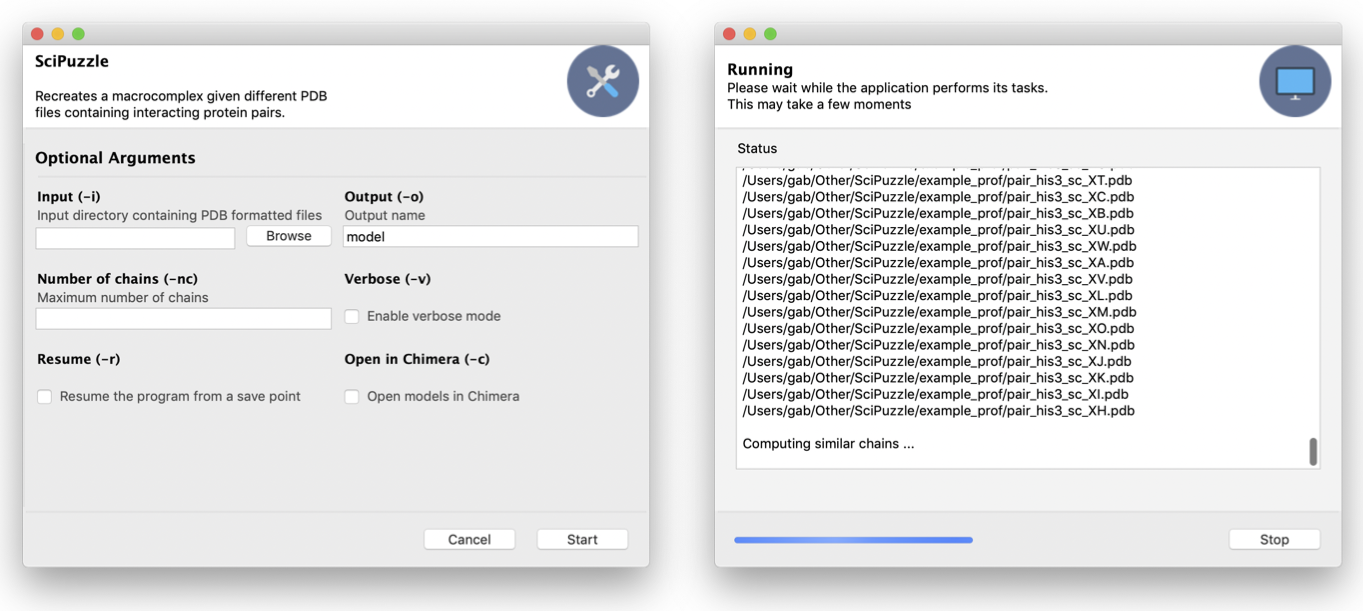 SciPuzzle
Recreates a macrocomplex given different PDB
files containing interacting protein pairs.
Optional Arguments
Input (-i)
Input directory containing PDB formatted files
Browse
Output (-o)
Output name
model
Number of chains (-nc)
Maximum number of chains
Verbose (-v)
Enable verbose mode
Resume (-r)
Resume the program from a save point
Open in Chimera (-c)
Open models in Chimera
Cancel
Start
Running
Please wait while the application performs its tasks.
This may take a few moments
Status
/Users/gab/Other/SciPuzzle/example_prof/pair_his3_sc_XT.pdb
/Users/gab/Other/SciPuzzle/example_prof/pair_his3_sc_XC.pdb
/Users/gab/Other/SciPuzzle/example_prof/pair_his3_sc_XB.pdb
/Users/gab/Other/SciPuzzle/example_prof/pair_his3_sc_XU.pdb
/Users/gab/Other/SciPuzzle/example_prof/pair_his3_sc_XW.pdb
/Users/gab/Other/SciPuzzle/example_prof/pair_his3_sc_XA.pdb
/Users/gab/Other/SciPuzzle/example_prof/pair_his3_sc_XV.pdb
/Users/gab/Other/SciPuzzle/example_prof/pair_his3_sc_XL.pdb
/Users/gab/Other/SciPuzzle/example_prof/pair_his3_sc_XM.pdb
/Users/gab/Other/SciPuzzle/example_prof/pair_his3_sc_XO.pdb
/Users/gab/Other/SciPuzzle/example_prof/pair_his3_sc_XN.pdb
/Users/gab/Other/SciPuzzle/example_prof/pair_his3_sc_XJ.pdb
/Users/gab/Other/SciPuzzle/example_prof/pair_his3_sc_XK.pdb
/Users/gab/Other/SciPuzzle/example_prof/pair_his3_sc_XI.pdb
/Users/gab/Other/SciPuzzle/example_prof/pair_his3_sc_XH.pdb
Computing similar chains ...
Stop